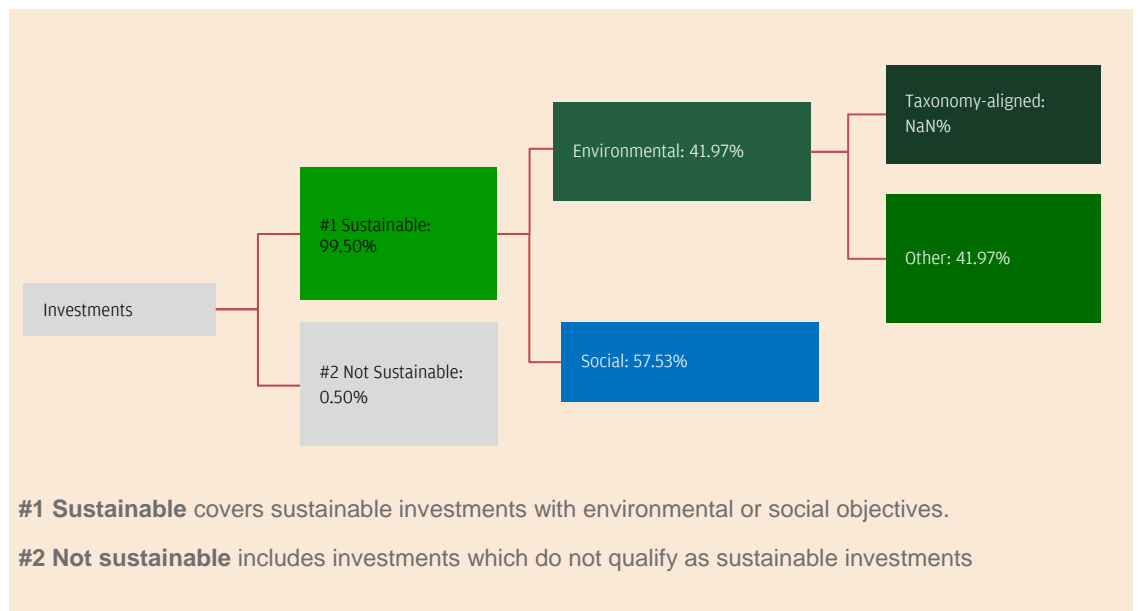 Taxonomy-aligned:
NaN%
Environmental: 41.97%
#1 Sustainable:
99.50%
Other: 41.97%
Investments
#2 Not Sustainable:
0.50%
Social: 57.53%
#1 Sustainable covers sustainable investments with environmental or social objectives.
#2 Not sustainable includes investments which do not qualify as sustainable investments